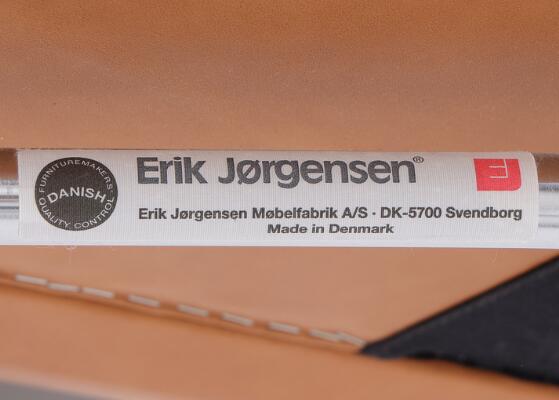 FURNITUREMAKERS'
DANISH
QUALITY CONTROL
Erik Jørgensen®
Erik Jørgensen Møbelfabrik A/S · DK-5700 Svendborg
Made in Denmark